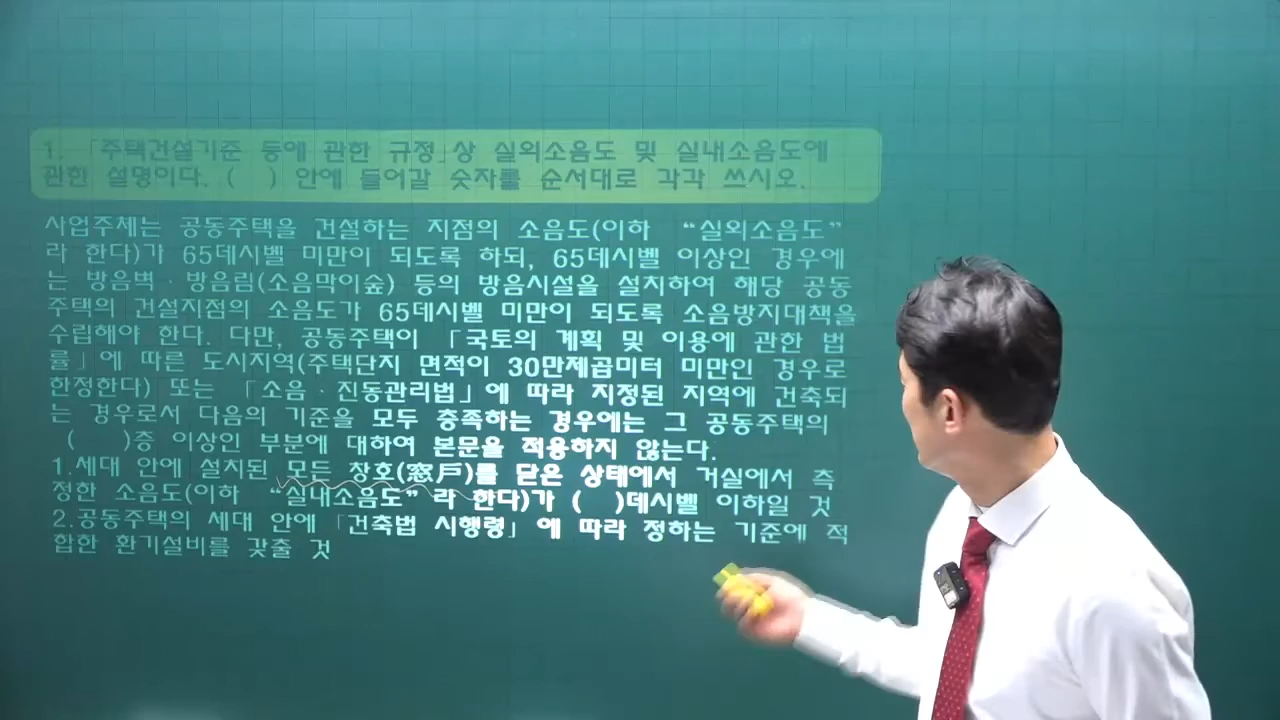 1. 「주택건설기준 등에 관한 규정」상 실외소음도 및 실내소음도에
관한 설명이다. (    ) 안에 들어갈 숫자를 순서대로 각각 쓰시오.
사업주체는 공동주택을 건설하는 지점의 소음도(이하 “실외소음도”
라 한다)가 65데시벨 미만이 되도록 하되, 65데시벨 이상인 경우에
는 방음벽·방음림(소음막이숲) 등의 방음시설을 설치하여 해당 공동
주택의 건설지점의 소음도가 65데시벨 미만이 되도록 소음방지대책을
수립해야 한다. 다만, 공동주택이 「국토의 계획 및 이용에 관한 법
률」에 따른 도시지역(주택단지 면적이 30만제곱미터 미만인 경우로
한정한다) 또는 「소음·진동관리법」에 따라 지정된 지역에 건축되
는 경우로서 다음의 기준을 모두 충족하는 경우에는 그 공동주택의
(    )층 이상인 부분에 대하여 본문을 적용하지 않는다.
1.세대 안에 설치된 모든 창호(窓戶)를 닫은 상태에서 거실에서 측
정한 소음도(이하 “실내소음도”라 한다)가 (    )데시벨 이하일 것
2.공동주택의 세대 안에 「건축법 시행령」에 따라 정하는 기준에 적
합한 환기설비를 갖출 것